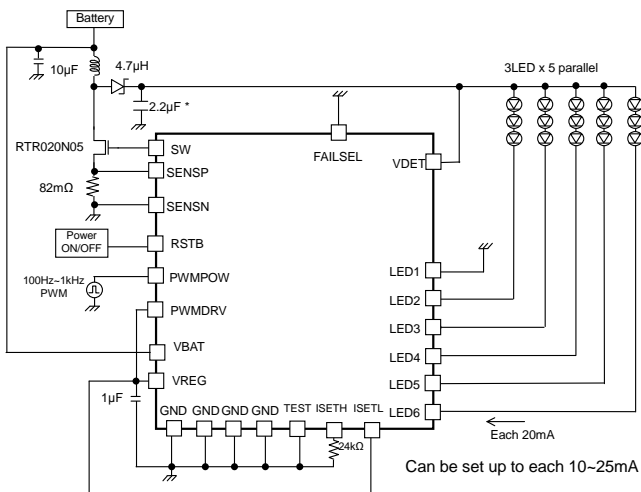 Battery
10µF
4.7µH
2.2µF *
3LED x 5 parallel
RTR020N05
82mΩ
SW
FAILSEL
SENSP
VDET
SENSN
Power
ON/OFF
RSTB
100Hz~1kHz
PWM
PWMPOW
PWMDRV
VBAT
VREG
1µF
LED1
LED2
LED3
LED4
LED5
LED6
GND GND GND GND TEST ISETH ISETL
24kΩ
Each 20mA
Can be set up to each 10~25mA